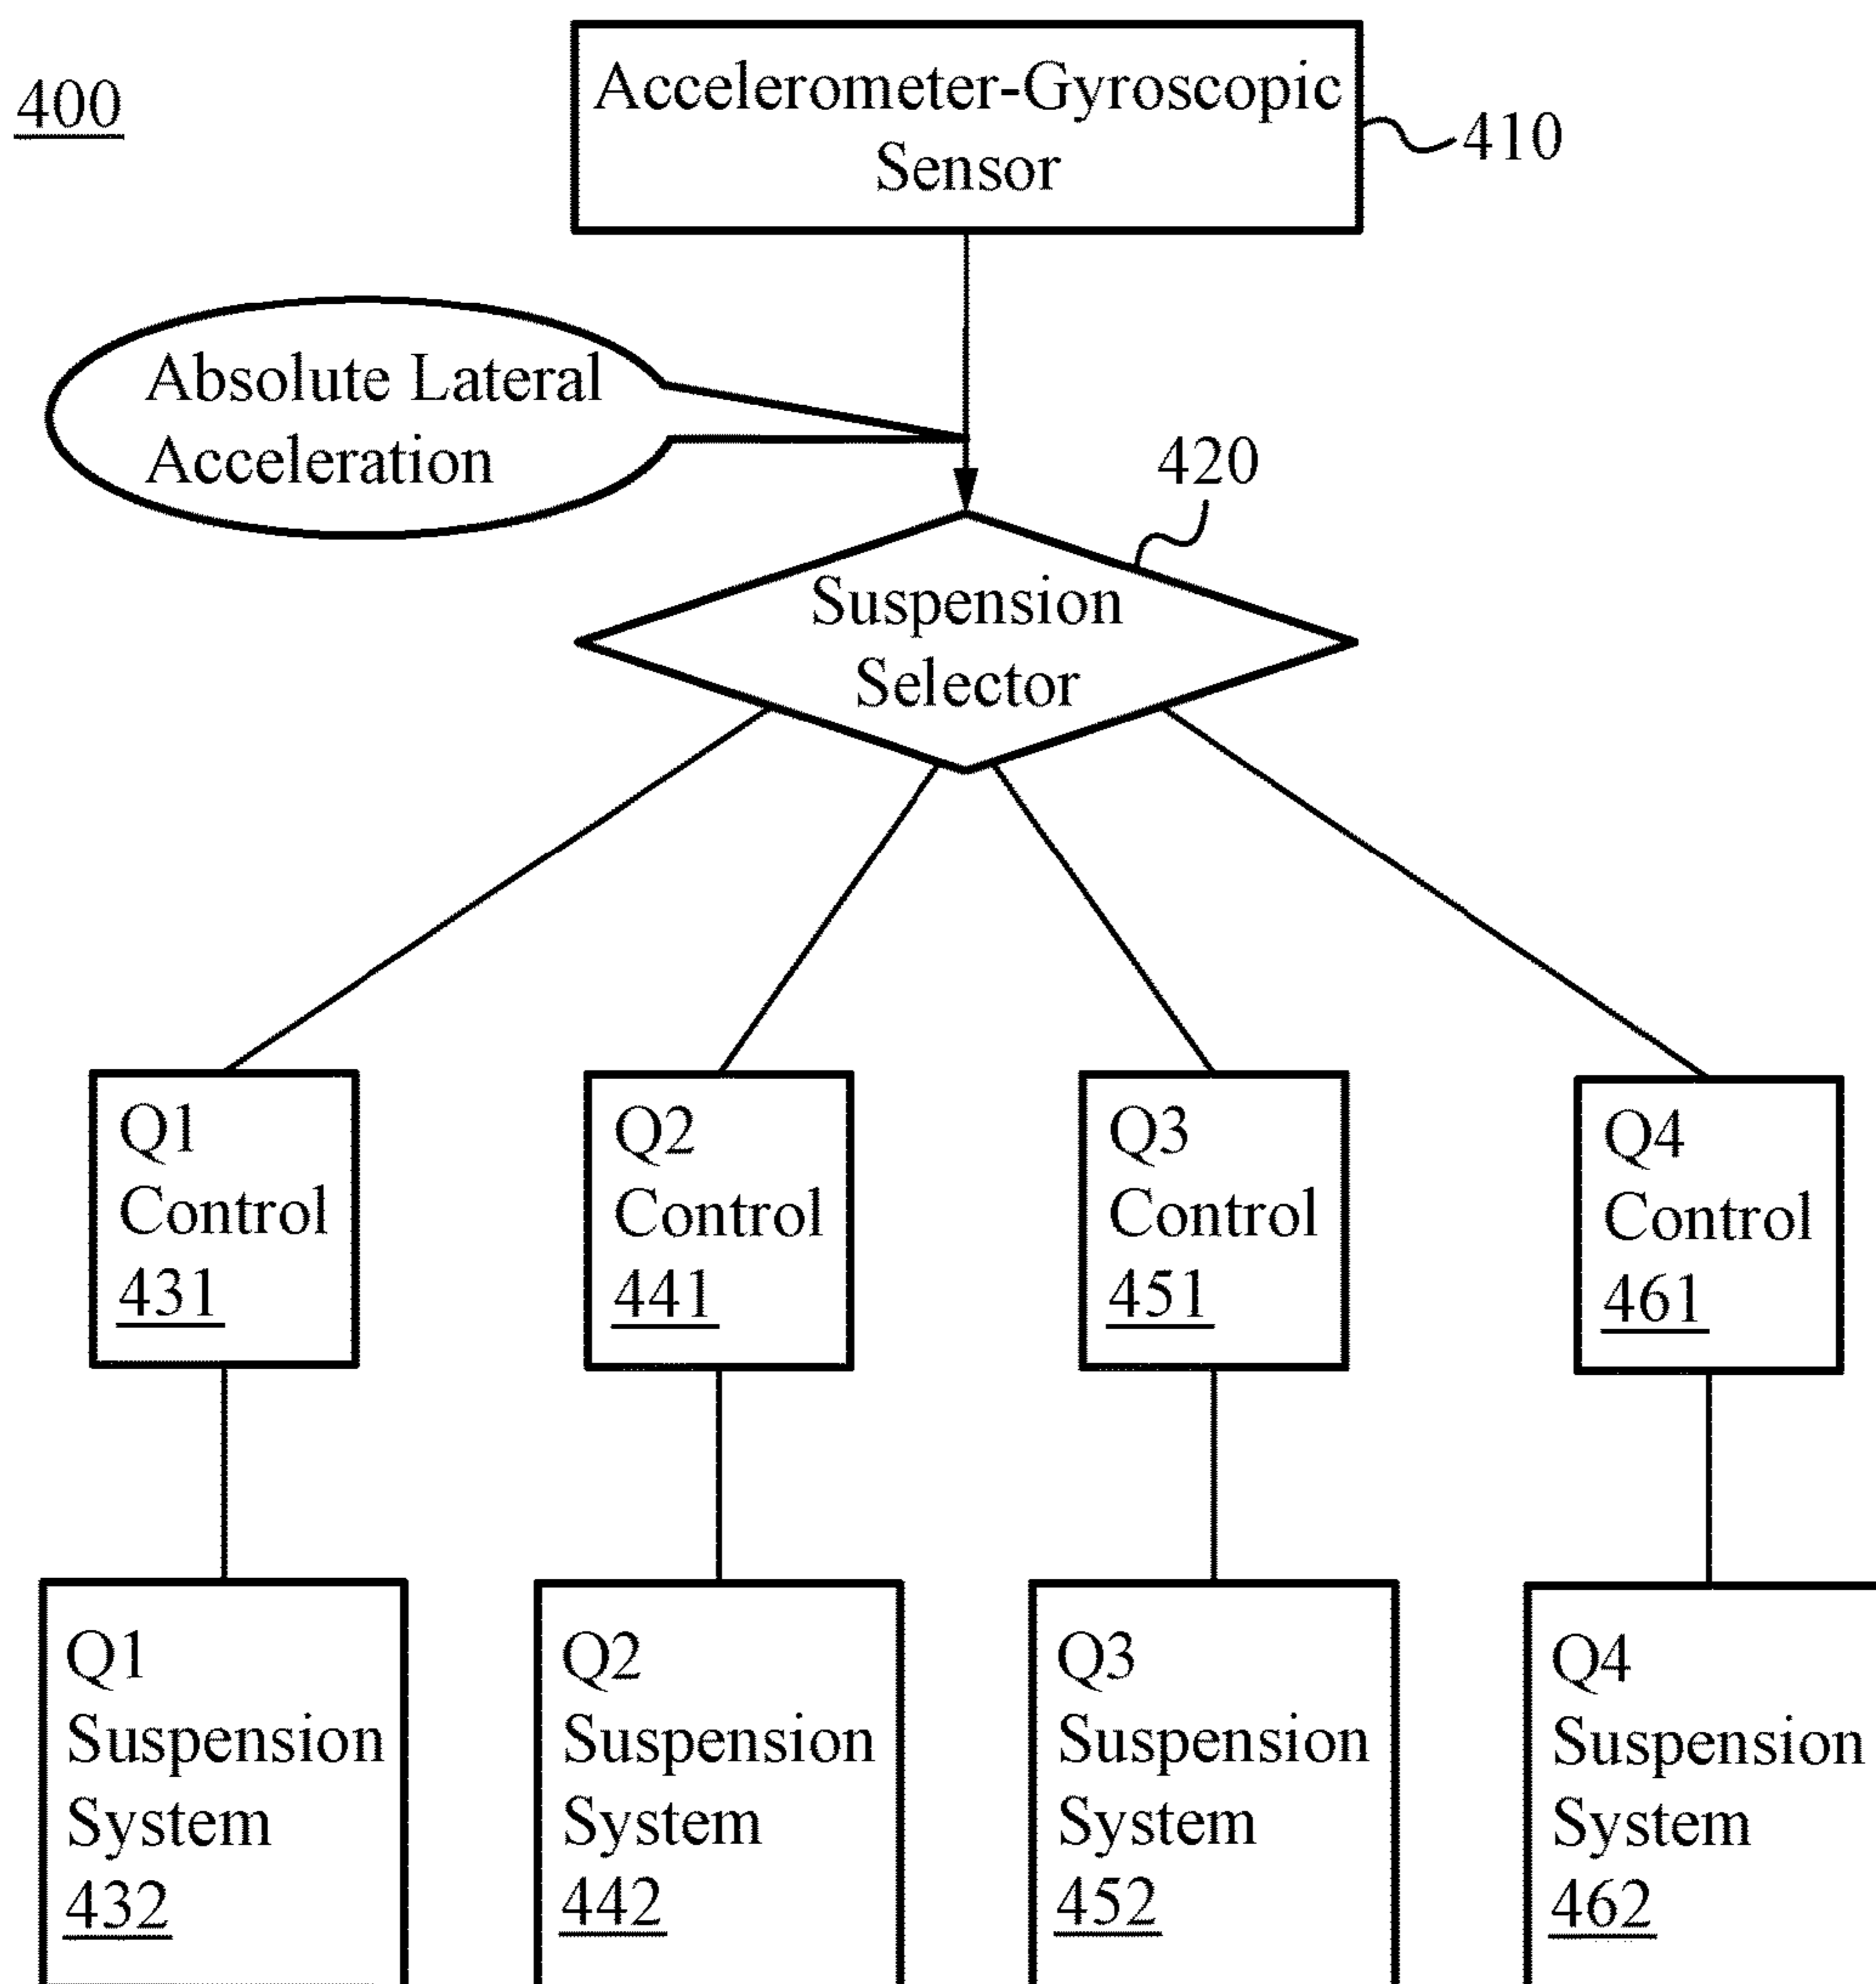 400
Accelerometer-Gyroscopic
Sensor
410
Absolute Lateral
Acceleration
420
Suspension
Selector
Q1
Control
431
Q2
Control
441
Q3
Control
451
Q4
Control
461
Q1
Suspension
System
432
Q2
Suspension
System
442
Q3
Suspension
System
452
Q4
Suspension
System
462